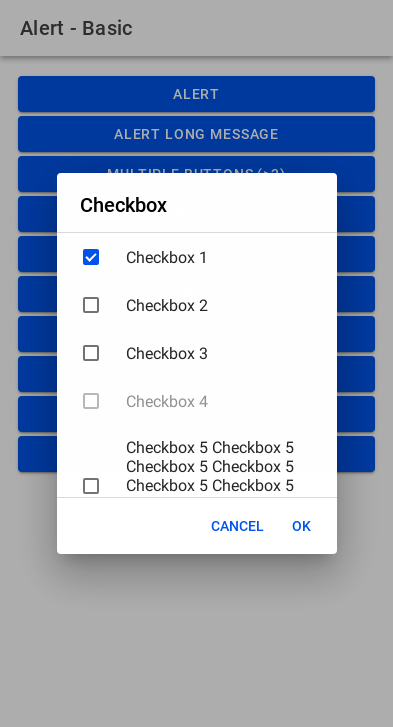 Alert - Basic
ALERT
ALERT LONG MESSAGE
MULTIPLE BUTTONS (>3)
Checkbox
Checkbox 1
Checkbox 2
Checkbox 3
Checkbox 4
Checkbox 5 Checkbox 5
Checkbox 5 Checkbox 5
Checkbox 5 Checkbox 5
CANCEL OK